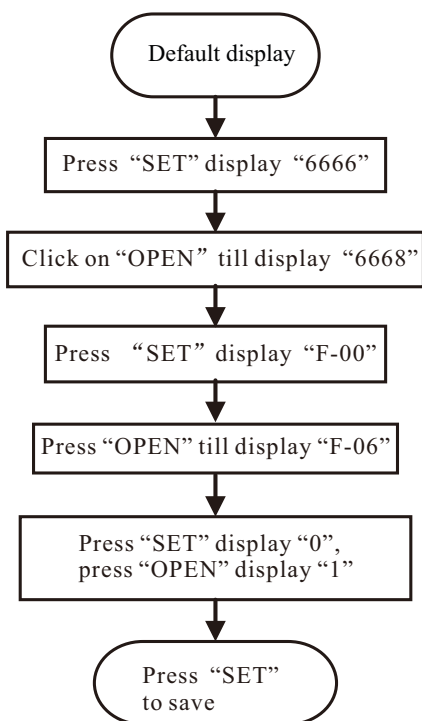 Default display
Press “SET” display “6666”
Click on “OPEN” till display “6668”
Press “SET” display “F-00”
Press “OPEN” till display “F-06”
Press “SET” display “0”,
press “OPEN” display “1”
Press “SET”
to save